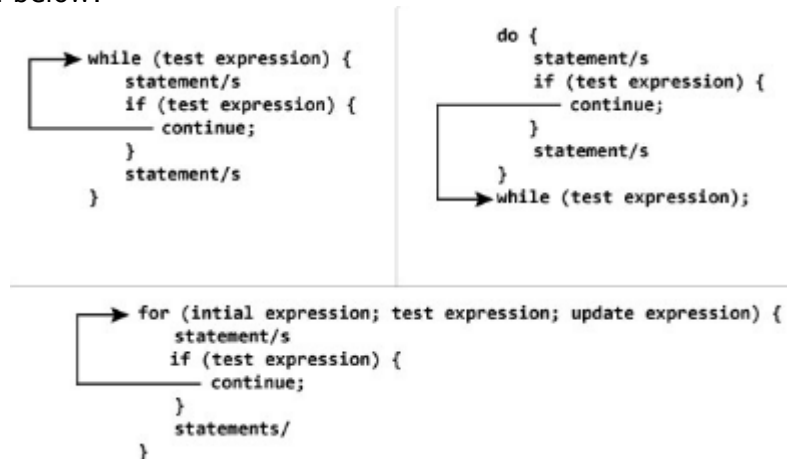 below.
while (test expression) {
statement/s
if (test expression) {
continue;
}
statement/s
}
do {
statement/s
if (test expression) {
continue;
}
statement/s
}
while (test expression);
for (intial expression; test expression; update expression) {
statement/s
if (test expression) {
continue;
}
statements/
}